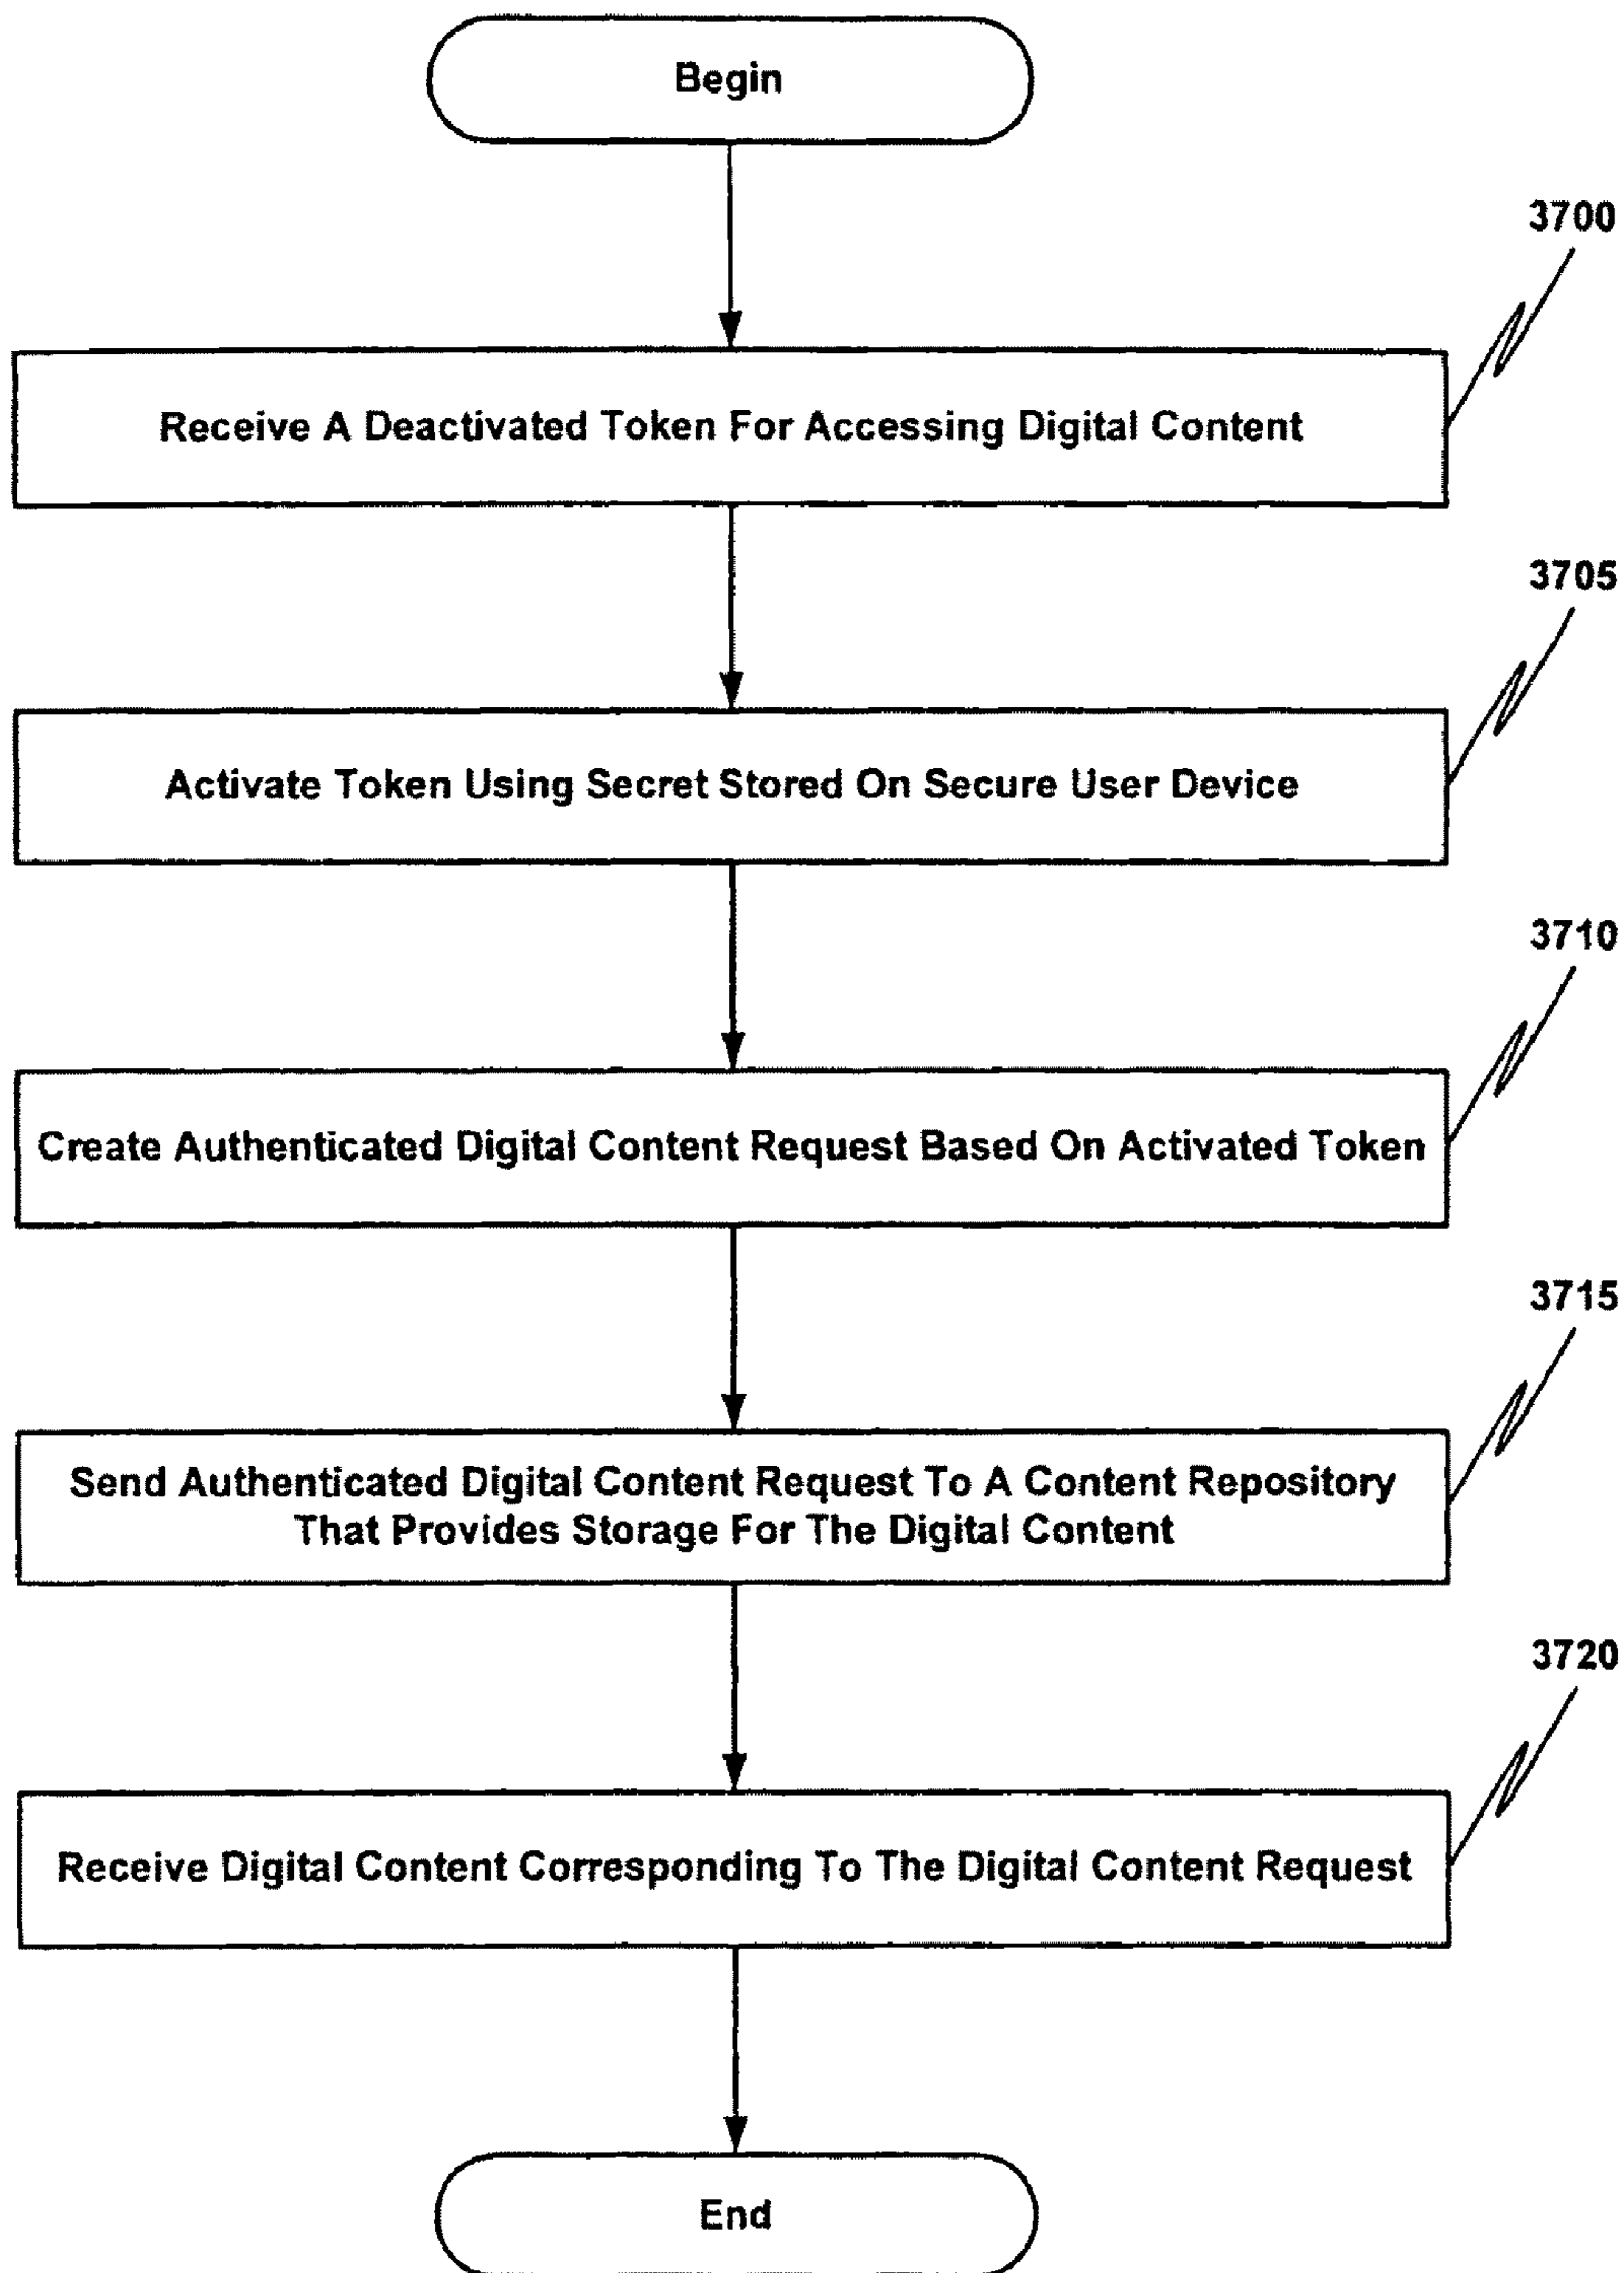 Begin
3700
Receive A Deactivated Token For Accessing Digital Content
3705
Activate Token Using Secret Stored On Secure User Device
3710
Create Authenticated Digital Content Request Based On Activated Token
3715
Send Authenticated Digital Content Request To A Content Repository
That Provides Storage For The Digital Content
3720
Receive Digital Content Corresponding To The Digital Content Request
End